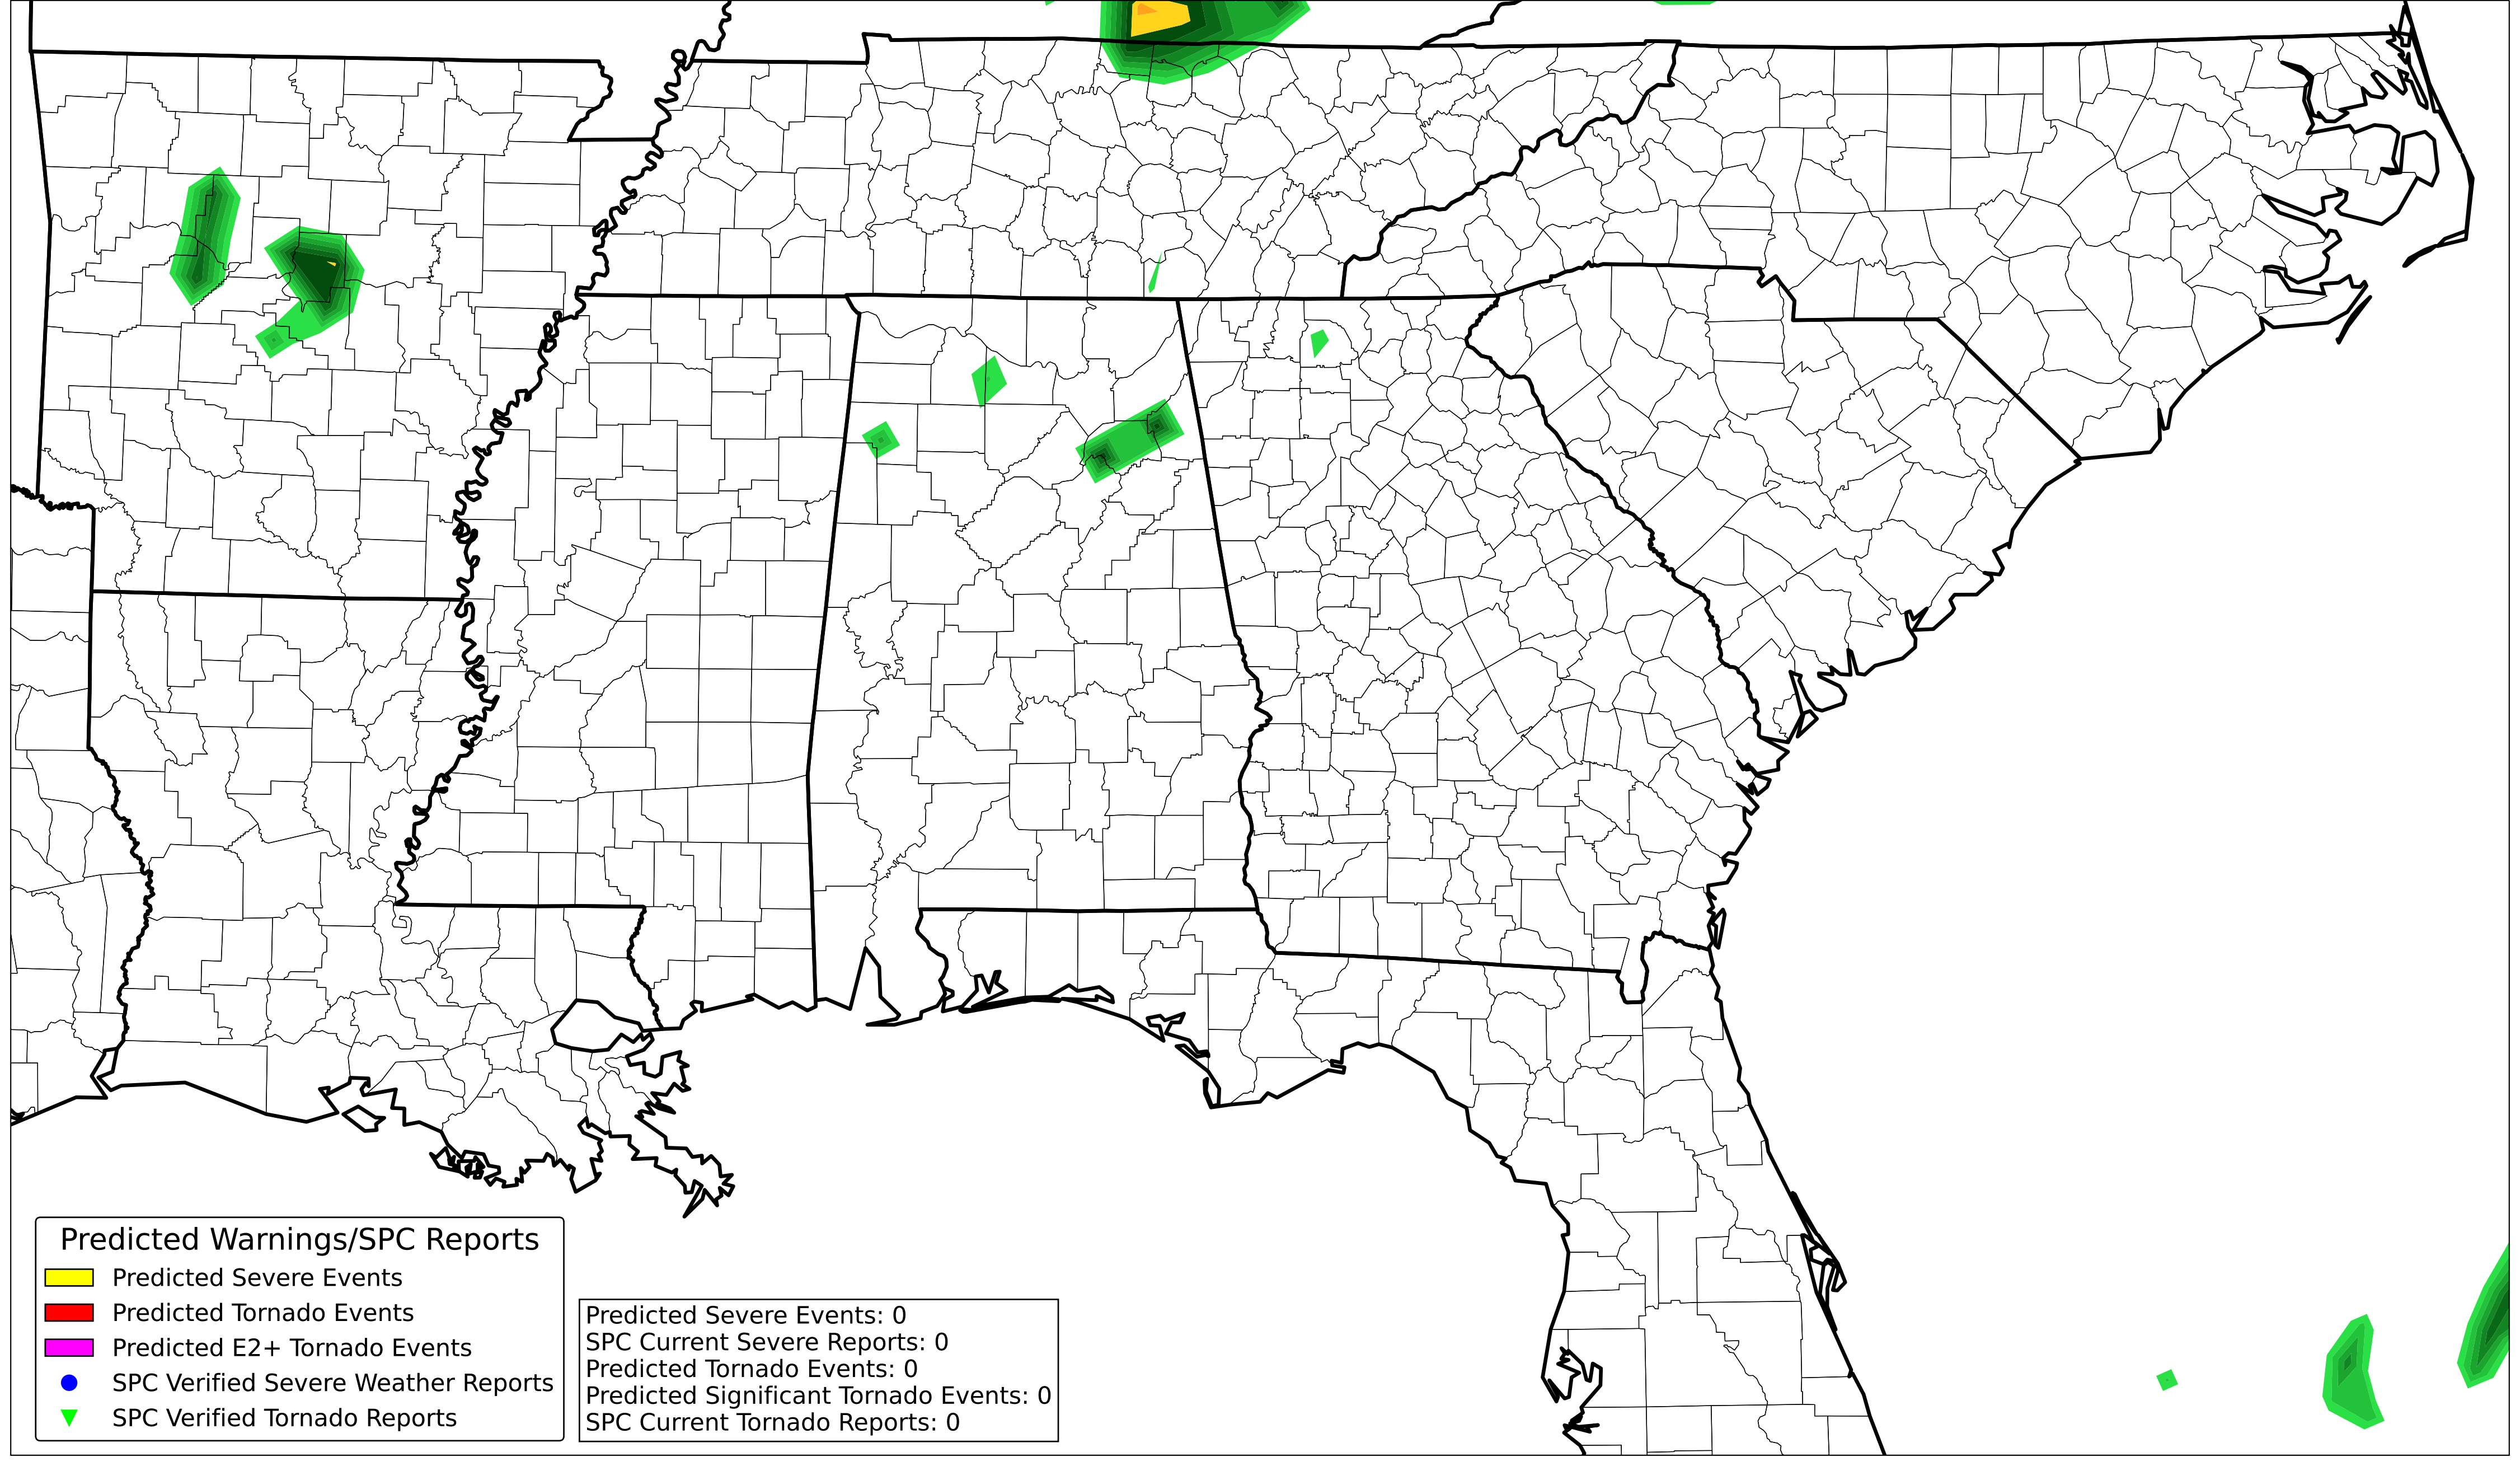 Predicted Warnings/SPC Reports
Predicted Severe Events
Predicted Tornado Events
Predicted E2+ Tornado Events
SPC Verified Severe Weather Reports
SPC Verified Tornado Reports
Predicted Severe Events: 0
SPC Current Severe Reports: 0
Predicted Tornado Events: 0
Predicted Significant Tornado Events: 0
SPC Current Tornado Reports: 0